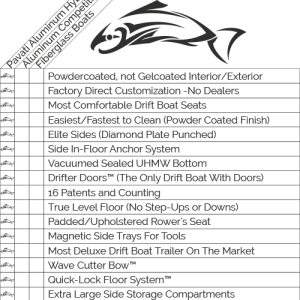 Pavati Aluminum Hy
Aluminum Competit
Fiberglass Boats
Powdercoated, not Gelcoated Interior/Exterior
Factory Direct Customization -No Dealers
Most Comfortable Drift Boat Seats
Easiest/Fastest to Clean (Powder Coated Finish)
Elite Sides (Diamond Plate Punched)
Side In-Floor Anchor System
Vacuumed Sealed UHMW Bottom
Drifter Doors™ (The Only Drift Boat With Doors)
16 Patents and Counting
True Level Floor (No Step-Ups or Downs)
Padded/Upholstered Rower's Seat
Magnetic Side Trays For Tools
Most Deluxe Drift Boat Trailer On The Market
Wave Cutter Bow™
Quick-Lock Floor System™
Extra Large Side Storage Compartments